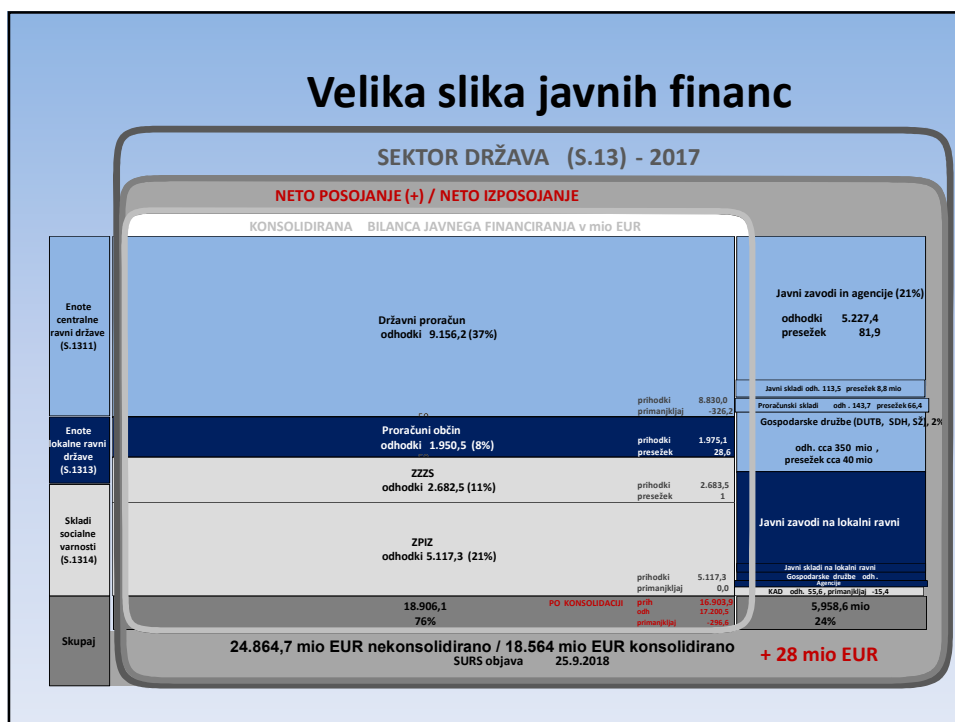 Velika slika javnih financ
SEKTOR DRŽAVA (S.13) - 2017
NETO POSOJANJE (+) / NETO IZPOSOJANJE
KONSOLIDIRANA BILANCA JAVNEGA FINANCIRANJA v mio EUR
Enote
centralne
ravni države
(S.1311)
Državni proračun
odhodki 9.156,2 (37%)
prihodki 8.830,0
primanjkljaj -326,2
Javni zavodi in agencije (21%)
odhodki 5.227,4
presežek 81,9
Javni skladi odh. 113,5 presežek 8,8 mio
Proračunski skladi odh . 143,7 presežek 66,4
Gospodarske družbe (DUTB, SDH, SŽ), 2%
odh. cca 350 mio ,
presežek cca 40 mio
Enote
lokalne ravni
države
(S.1313)
Proračuni občin
odhodki 1.950,5 (8%)
prihodki 1.975,1
presežek 28,6
ZZZS
odhodki 2.682,5 (11%)
prihodki 2.683,5
presežek 1
Skladi
socialne
varnosti
(S.1314)
ZPIZ
odhodki 5.117,3 (21%)
prihodki 5.117,3
primanjkljaj 0,0
Javni zavodi na lokalni ravni
Javni skladi na lokalni ravni
Gospodarske družbe odh.
Agencije
KAD odh. 55,6 , primanjkljaj -15,4
Skupaj
18.906,1
76%
PO KONSOLIDACIJI
prih 16.903,9
odh 17.200,5
primanjkljaj -296,6
5,958,6 mio
24%
24.864,7 mio EUR nekonsolidirano / 18.564 mio EUR konsolidirano
SURS objava 25.9.2018
+ 28 mio EUR